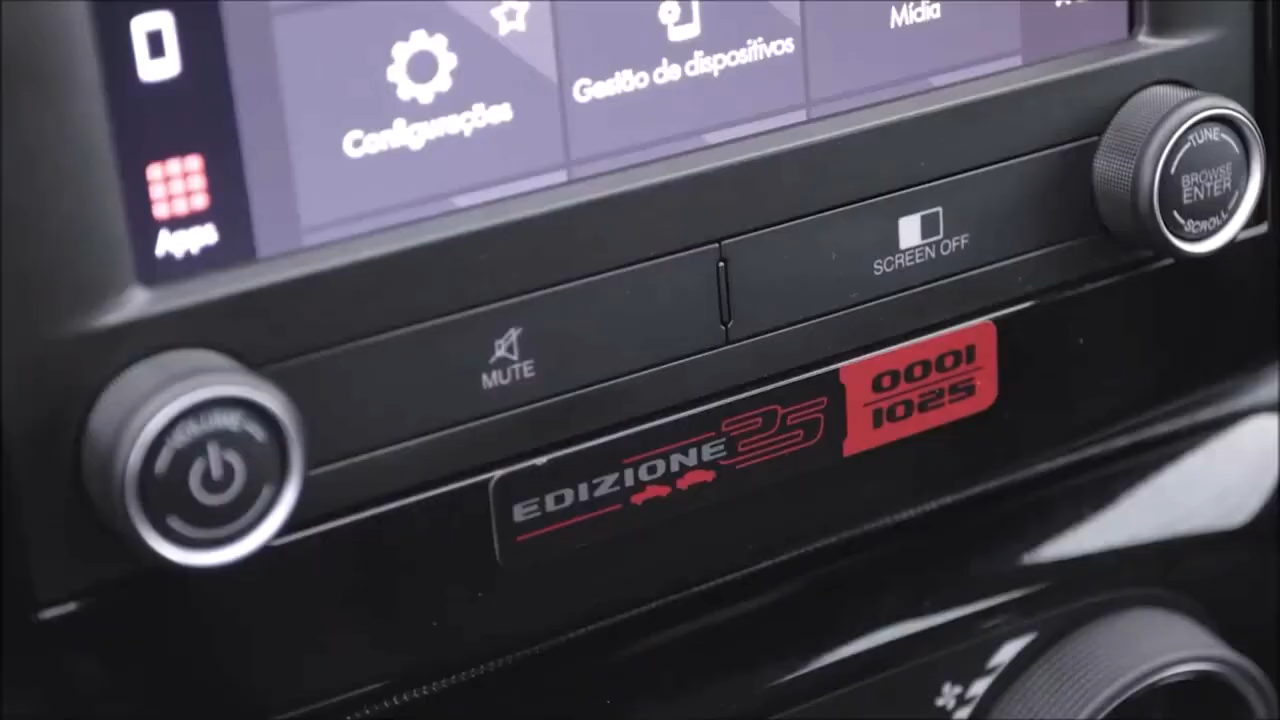 Mídia
Gestão de dispositivos
Configurações
Apps
TUNE
BROWSE
ENTER
SCROLL
SCREEN OFF
MUTE
VOLUME
EDIZIONE 25
0001
1025